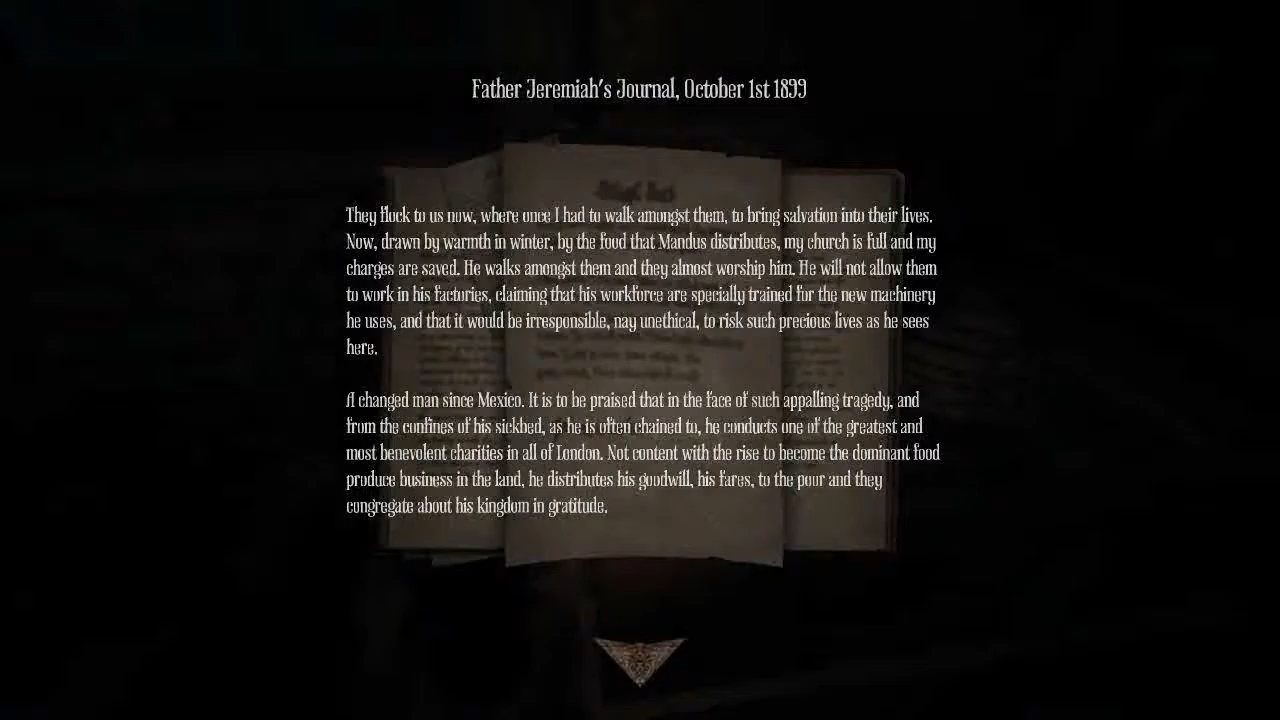 Father Jeremiah's Journal, October 1st 1899
They flock to us now, where once I had to walk amongst them, to bring salvation into their lives.
Now, drawn by warmth in winter, by the food that Mandus distributes, my church is full and my
charges are saved. He walks amongst them and they almost worship him. He will not allow them
to work in his factories, claiming that his workforce are specially trained for the new machinery
he uses, and that it would be irresponsible, nay unethical, to risk such precious lives as he sees
here.
A changed man since Mexico. It is to be praised that in the face of such appalling tragedy, and
from the confines of his sickbed, as he is often chained to, he conducts one of the greatest and
most benevolent charities in all of London. Not content with the rise to become the dominant food
produce business in the land, he distributes his goodwill, his fares, to the poor and they
congregate about his kingdom in gratitude.